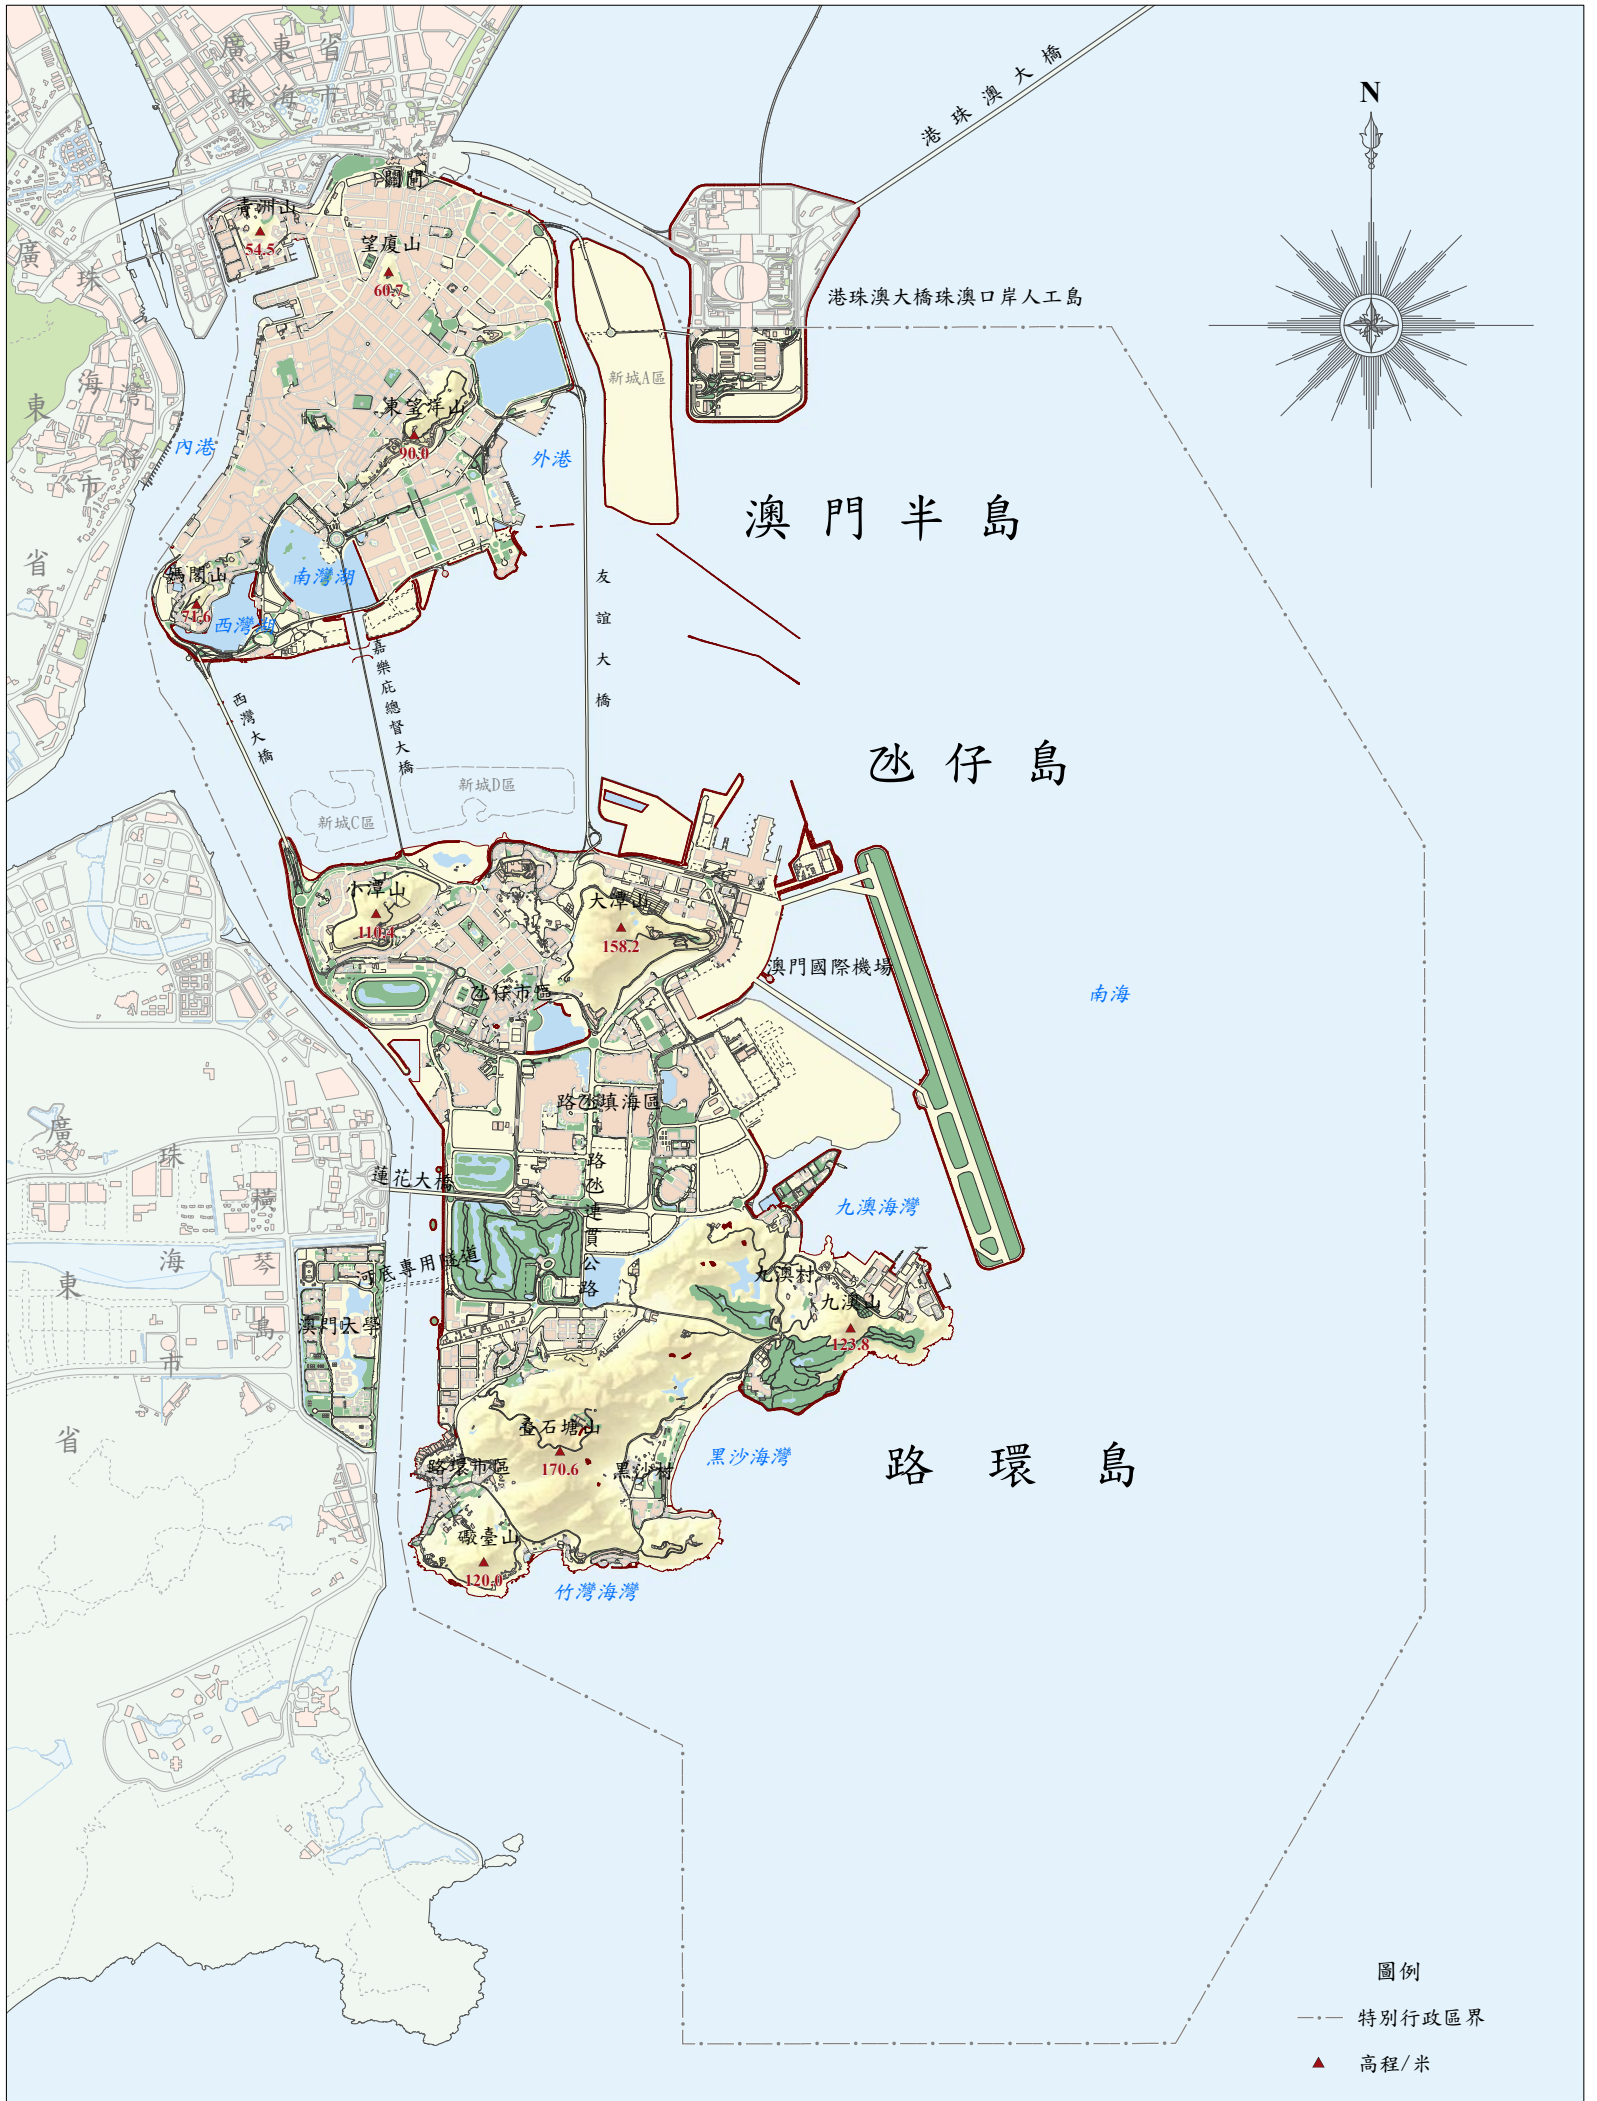 廣東省
珠海市
港珠澳大橋
N
關閘
青洲山
54.5
望廈山
60.7
廣東省
珠海市
灣仔
港珠澳大橋珠澳口岸人工島
新城A區
東望洋山
90.0
內港
外港
澳門半島
媽閣山
71.6
南灣湖
西灣湖
友誼大橋
嘉樂庇總督大橋
西灣大橋
氹仔島
新城D區
新城C區
小潭山
110.4
大潭山
158.2
澳門國際機場
氹仔市區
南海
路氹填海區
廣東省
珠海市
橫琴島
蓮花大橋
路氹連貫公路
九澳海灣
河底專用隧道
九澳村
九澳山
123.8
澳門大學
疊石塘山
170.6
路環市區
黑沙村
黑沙海灣
路環島
礮臺山
120.0
竹灣海灣
圖例
特別行政區界
高程/米